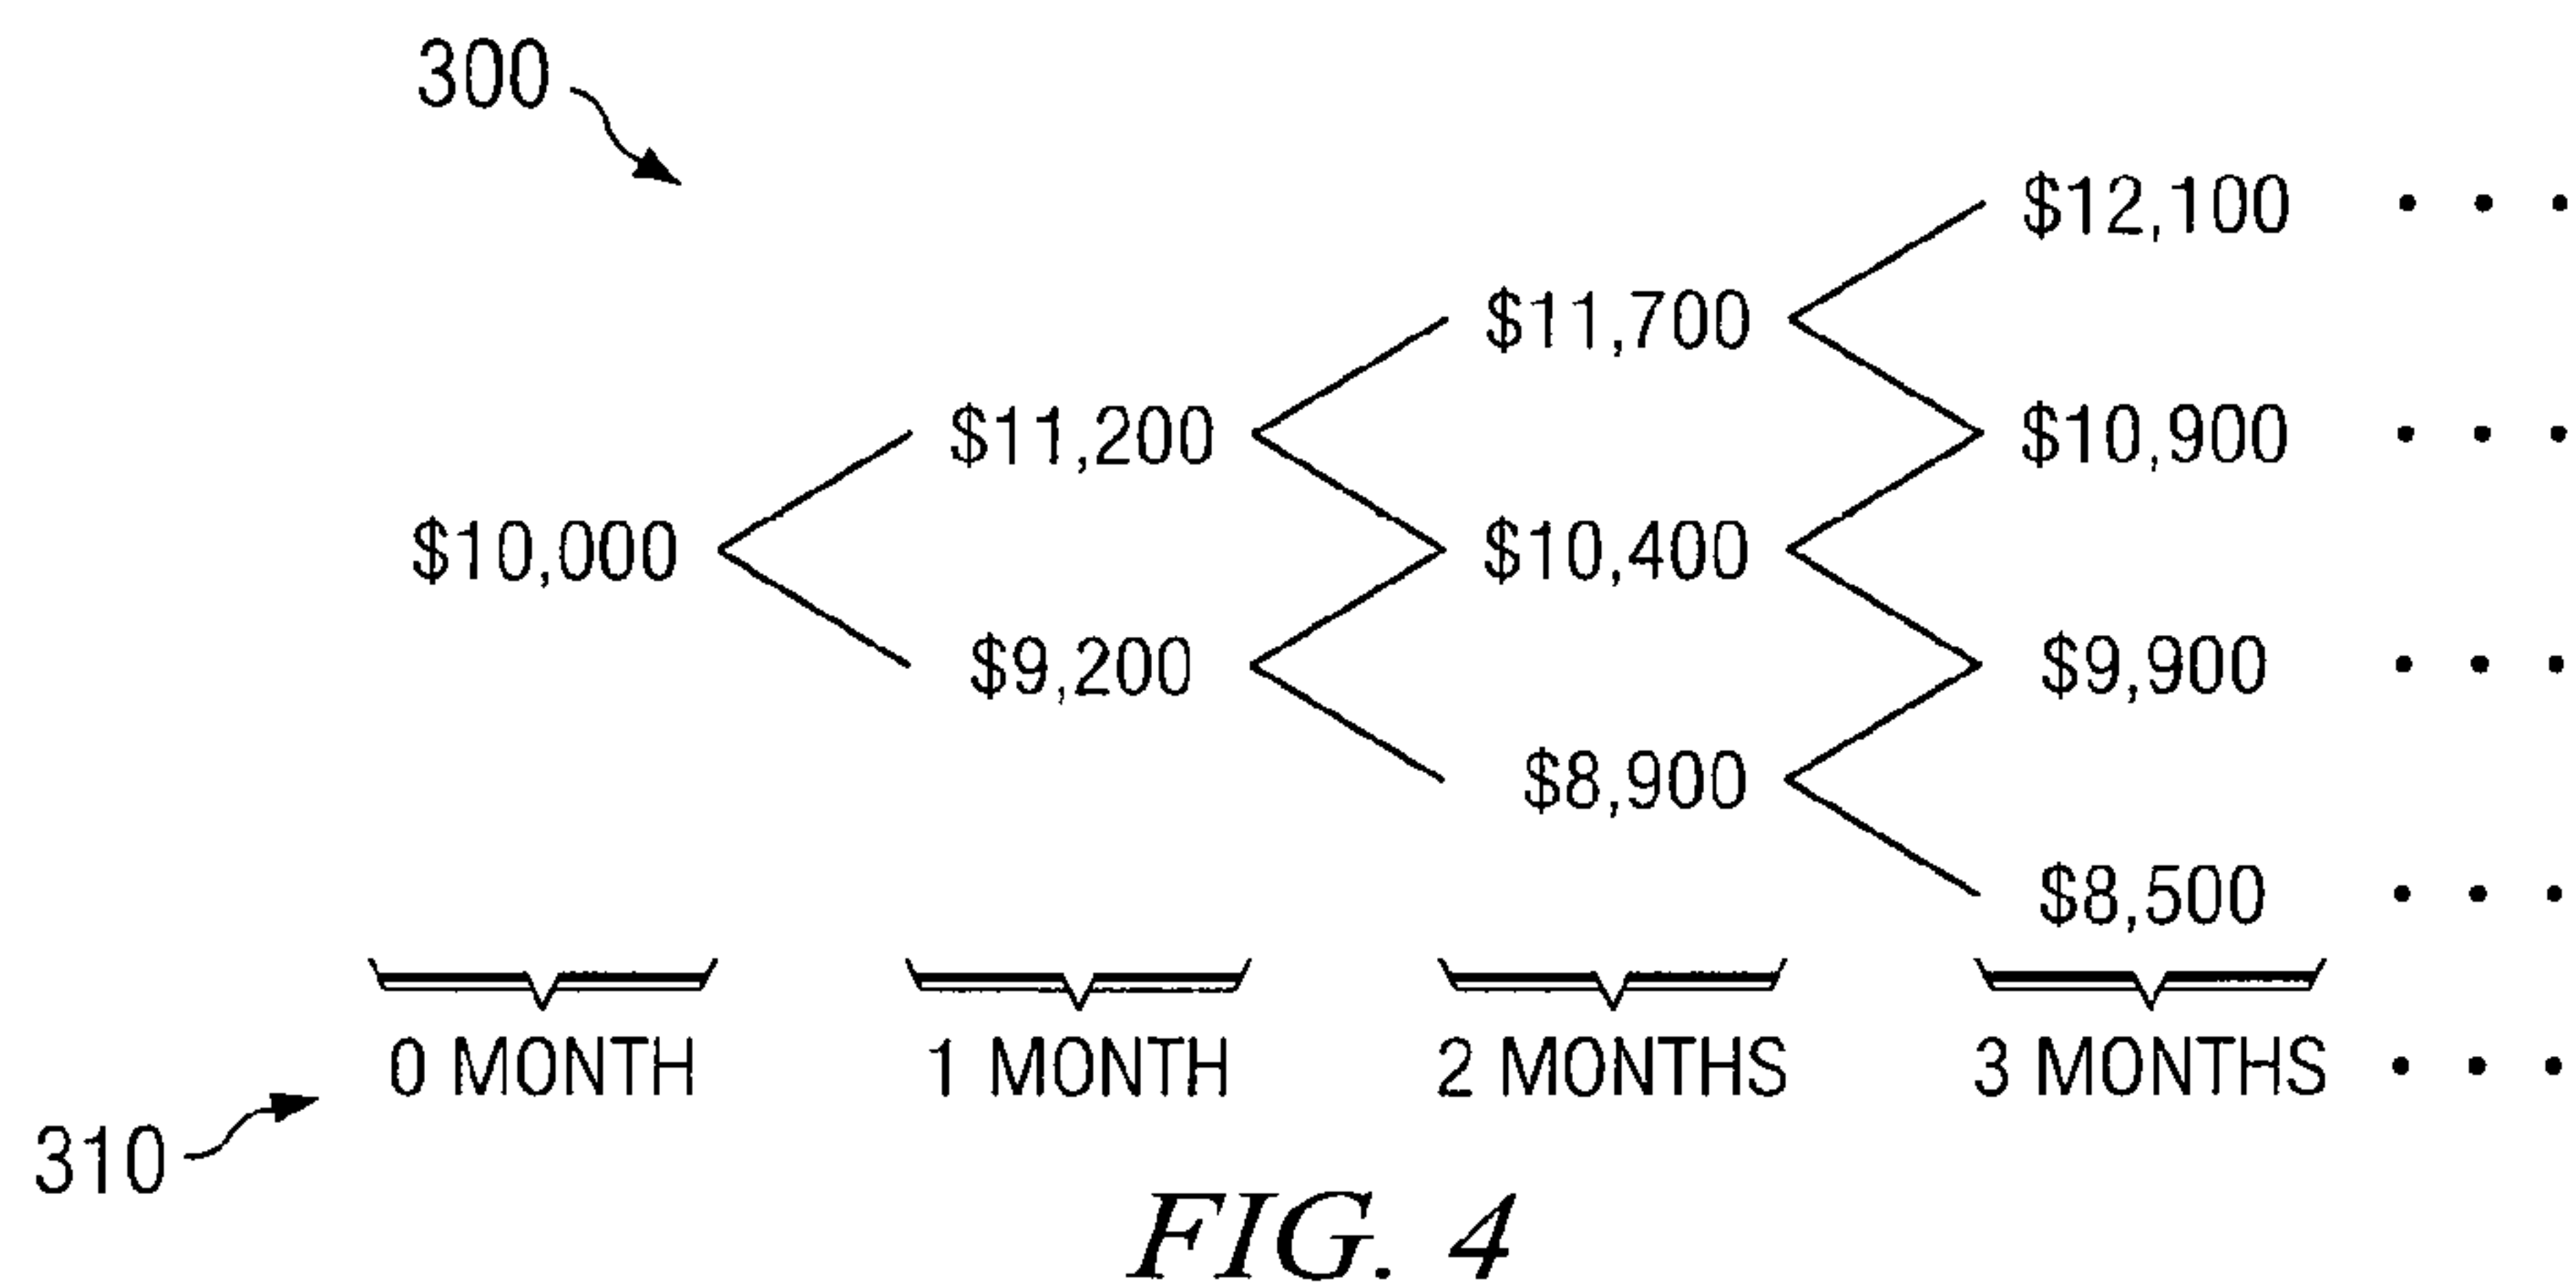 300
$12,100 . . .
$11,700
$11,200 $10,900 . . .
$10,000 $10,400
$9,200 $9,900 . . .
$8,900
$8,500 . . .
0 MONTH 1 MONTH 2 MONTHS 3 MONTHS . . .
310
FIG. 4